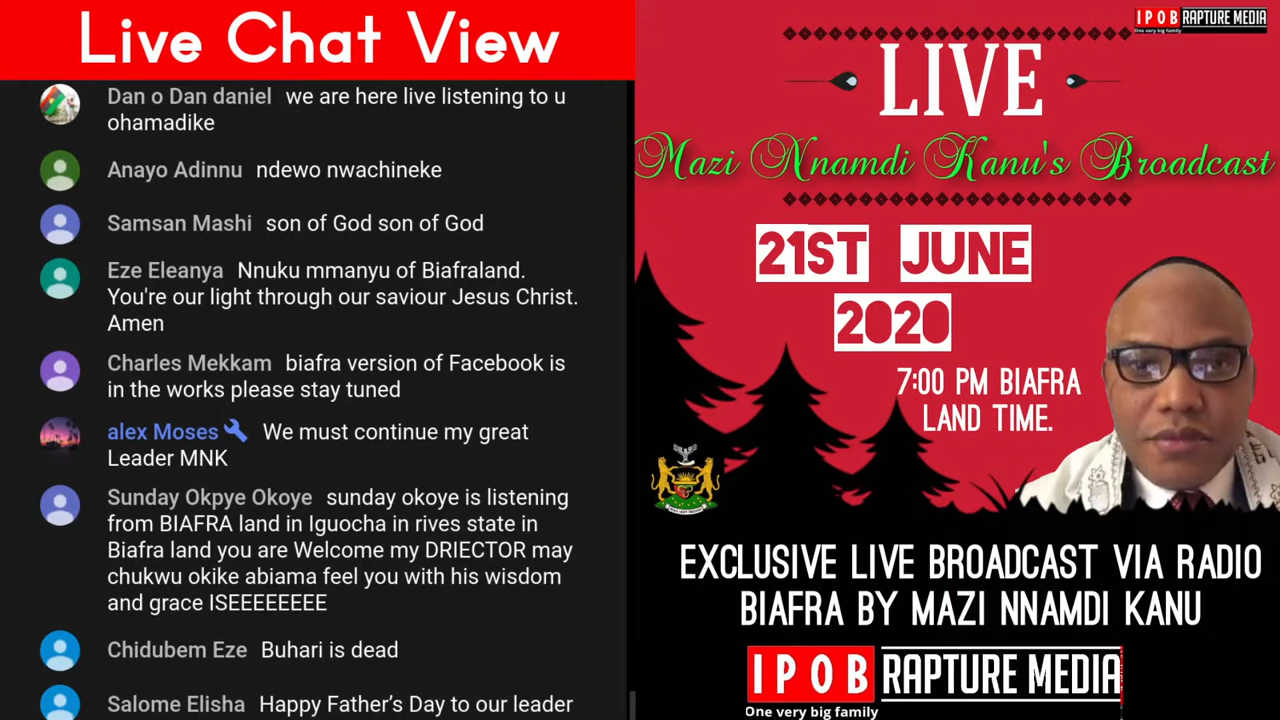 Live Chat View
Dan o Dan daniel we are here live listening to u
ohamadike
Anayo Adinnu ndewo nwachineke
Samsan Mashi son of God son of God
Eze Eleanya Nnuku mmanyu of Biafraland.
You're our light through our saviour Jesus Christ.
Amen
Charles Mekkam biafra version of Facebook is
in the works please stay tuned
alex Moses We must continue my great
Leader MNK
Sunday Okpye Okoye sunday okoye is listening
from BIAFRA land in Iguocha in rives state in
Biafra land you are Welcome my DRIECTOR may
chukwu okike abiama feel you with his wisdom
and grace ISEEEEEEEE
Chidubem Eze Buhari is dead
Salome Elisha Happy Father's Day to our leader
IPOB RAPTURE MEDIA
One very big family
LIVE
Mazi Nnamdi Kanu's Broadcast
21ST JUNE
2020
7:00 PM BIAFRA
LAND TIME.
EXCLUSIVE LIVE BROADCAST VIA RADIO
BIAFRA BY MAZI NNAMDI KANU
IPOB RAPTURE MEDIA
One very big family